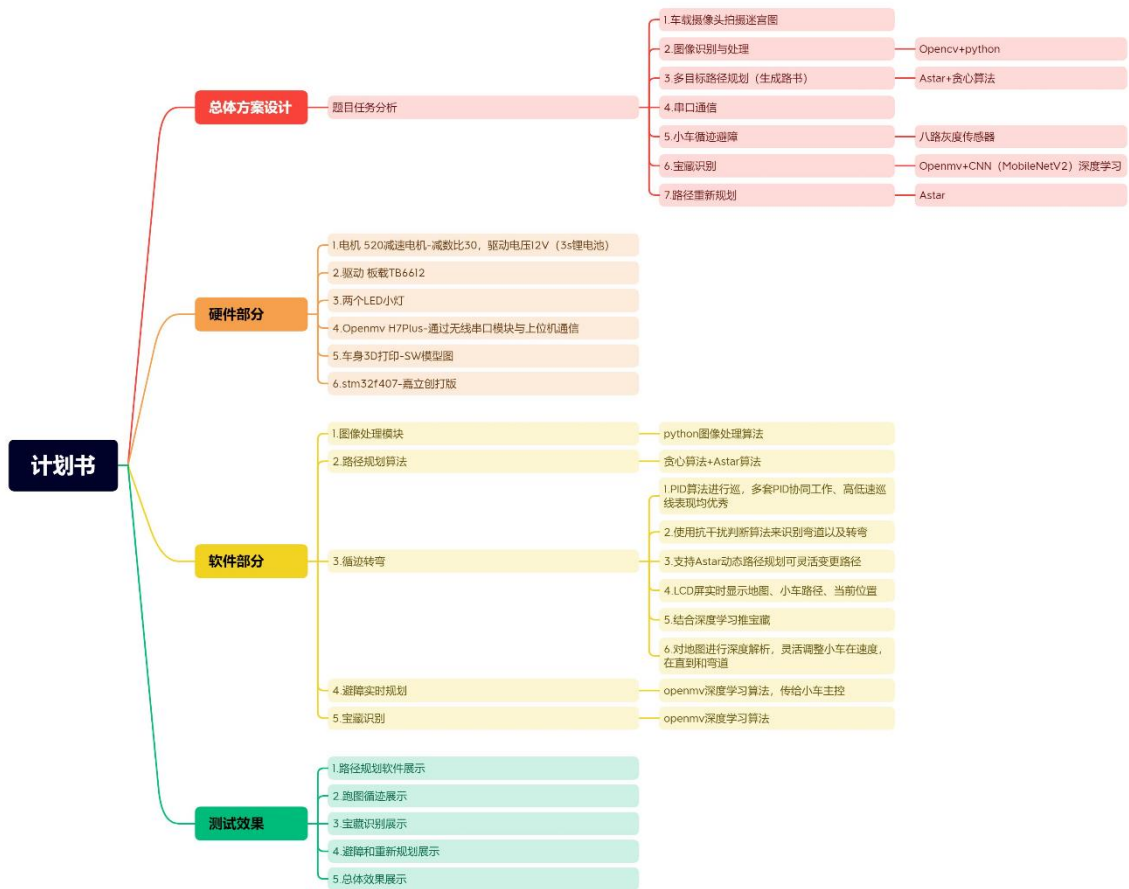 计划书
总体方案设计
题目任务分析
1.车载摄像头拍摄迷宫图
2.图像识别与处理
Opencv+python
3.多目标路径规划（生成路书）
Astar+贪心算法
4.串口通信
5.小车循迹避障
八路灰度传感器
6.宝藏识别
Openmv+CNN（MobileNetV2）深度学习
7.路径重新规划
Astar
硬件部分
1.电机 520减速电机-减数比30，驱动电压12V（3s锂电池）
2.驱动 板载TB6612
3.两个LED小灯
4.Openmv H7Plus-通过无线串口模块与上位机通信
5.车身3D打印-SW模型图
6.stm32f407-嘉立创打版
软件部分
1.图像处理模块
python图像处理算法
2.路径规划算法
贪心算法+Astar算法
3.循迹转弯
1.PID算法进行巡，多套PID协同工作、高低速巡
线表现均优秀
2.使用抗干扰判断算法来识别弯道以及转弯
3.支持Astar动态路径规划可灵活变更路径
4.LCD屏实时显示地图、小车路径、当前位置
5.结合深度学习推宝藏
6.对地图进行深度解析，灵活调整小车在速度，
在直到和弯道
4.避障实时规划
openmv深度学习算法，传给小车主控
5.宝藏识别
openmv深度学习算法
测试效果
1.路径规划软件展示
2.跑图循迹展示
3.宝藏识别展示
4.避障和重新规划展示
5.总体效果展示